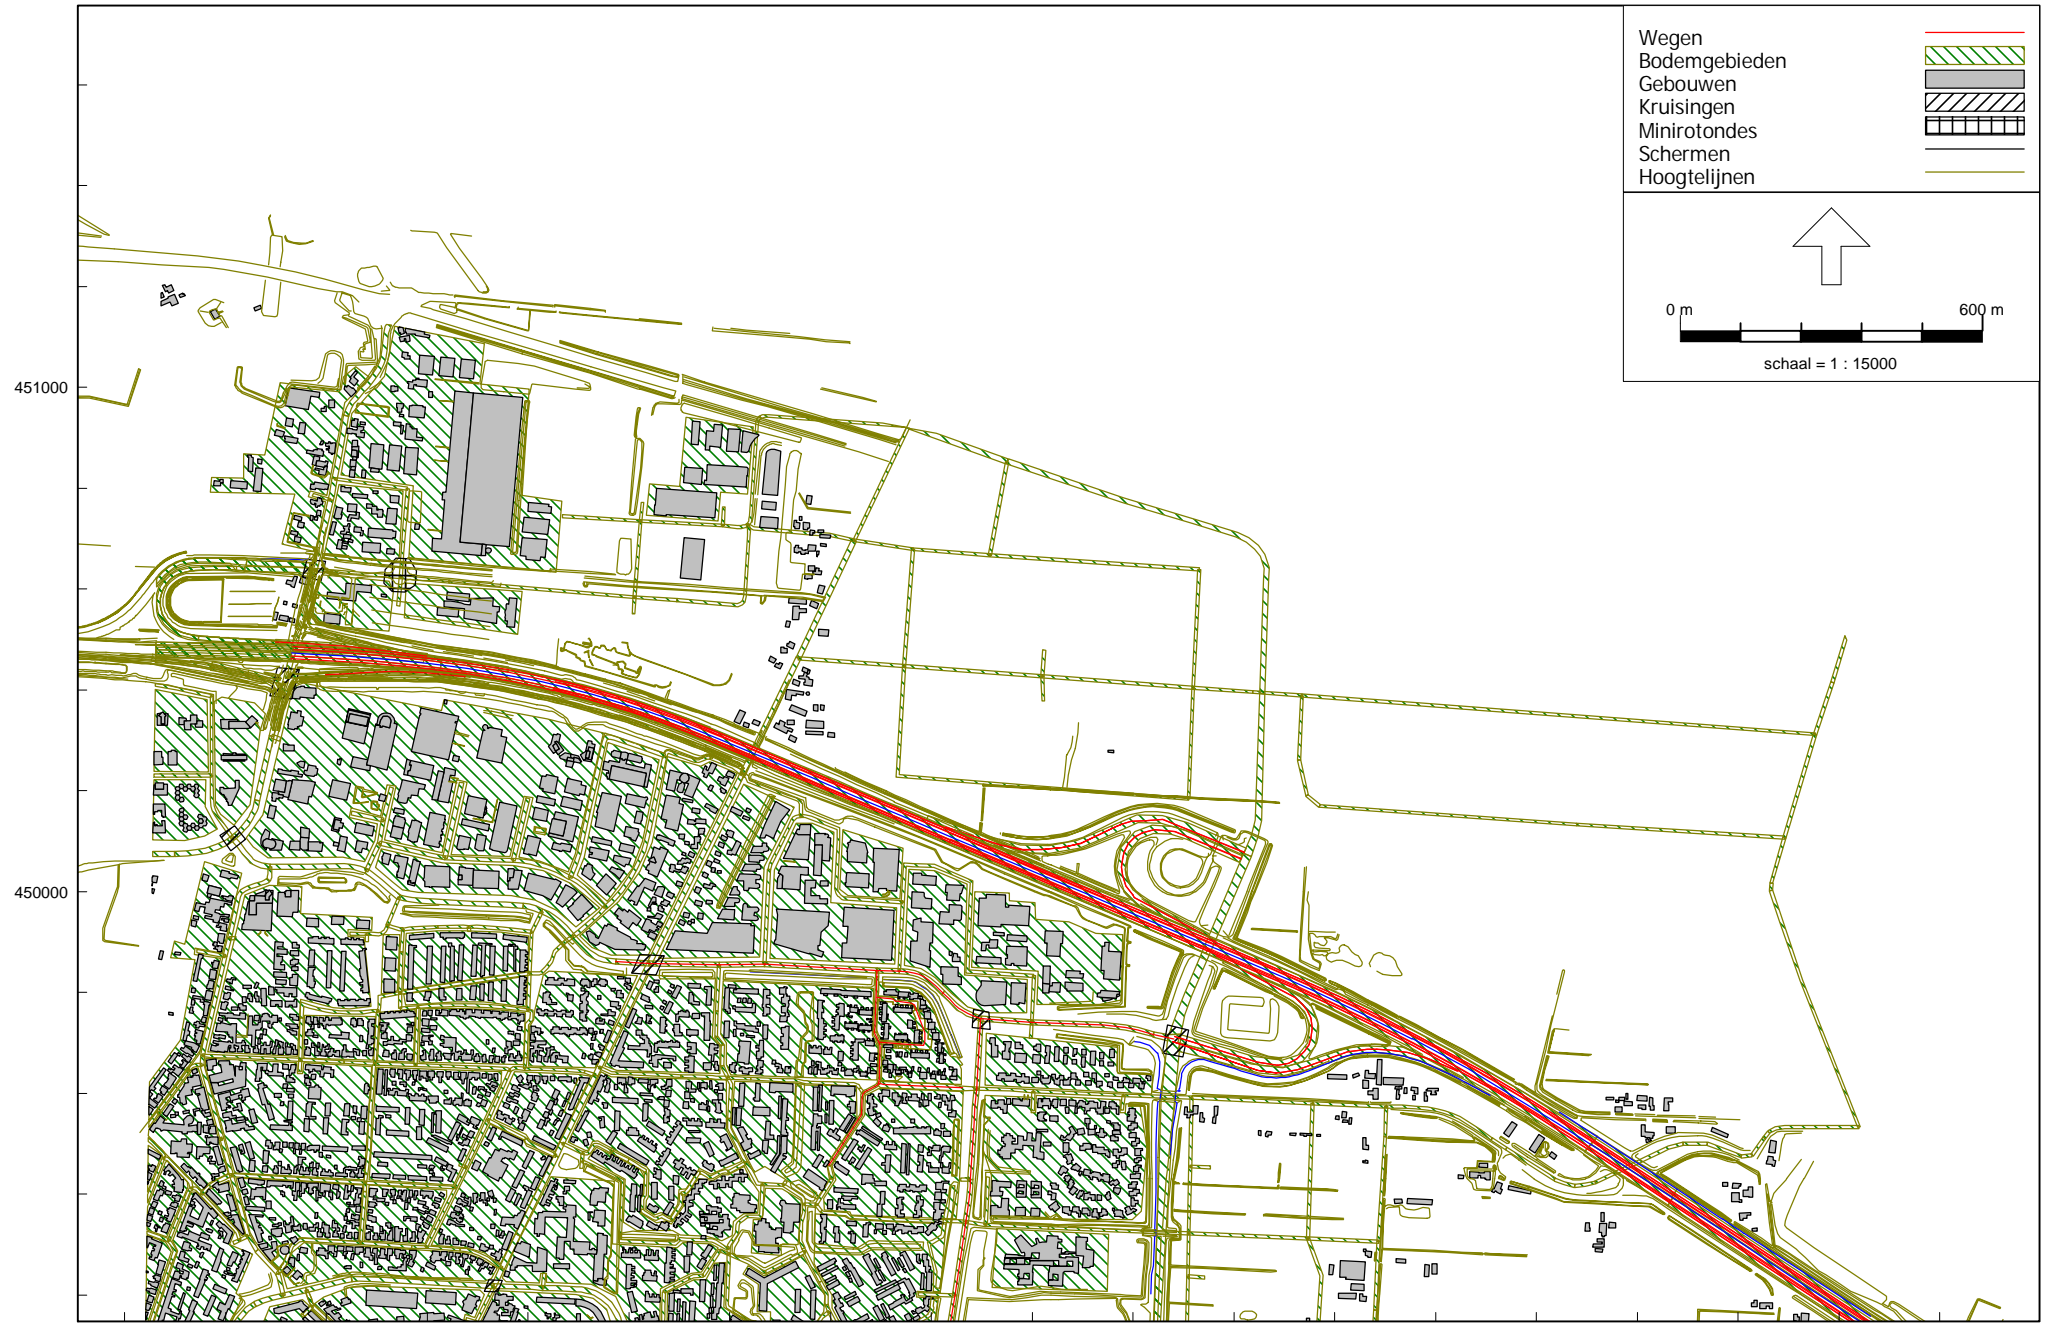 Wegen
Bodemgebieden
Gebouwen
Kruisingen
Minirotondes
Schermen
Hoogtelijnen
0 m 600 m
schaal = 1 : 15000
451000
450000